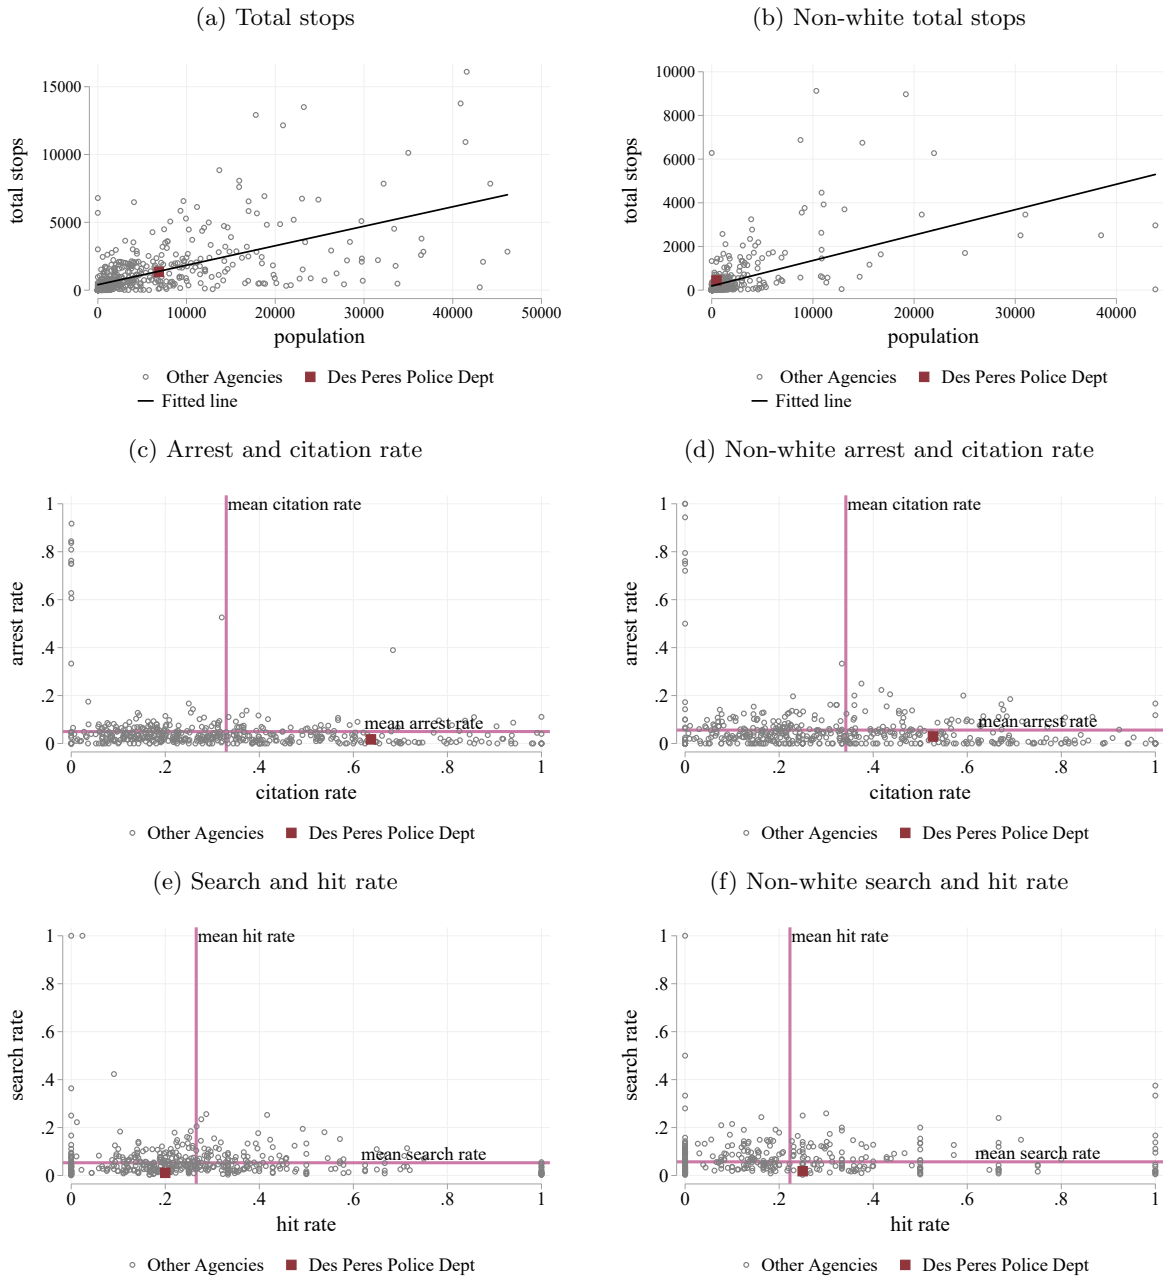 (a) Total stops
15000
10000
5000
0
total stops
0 10000 20000 30000 40000 50000
population
Other Agencies Des Peres Police Dept
Fitted line
(b) Non-white total stops
10000
8000
6000
4000
2000
0
total stops
0 10000 20000 30000 40000
population
Other Agencies Des Peres Police Dept
Fitted line
(c) Arrest and citation rate
mean citation rate
1
.8
.6
.4
.2
0
arrest rate
mean arrest rate
0 .2 .4 .6 .8 1
citation rate
Other Agencies Des Peres Police Dept
(d) Non-white arrest and citation rate
mean citation rate
1
.8
.6
.4
.2
0
arrest rate
mean arrest rate
0 .2 .4 .6 .8 1
citation rate
Other Agencies Des Peres Police Dept
(e) Search and hit rate
mean hit rate
1
.8
.6
.4
.2
0
search rate
mean search rate
0 .2 .4 .6 .8 1
hit rate
Other Agencies Des Peres Police Dept
(f) Non-white search and hit rate
mean hit rate
1
.8
.6
.4
.2
0
search rate
mean search rate
0 .2 .4 .6 .8 1
hit rate
Other Agencies Des Peres Police Dept